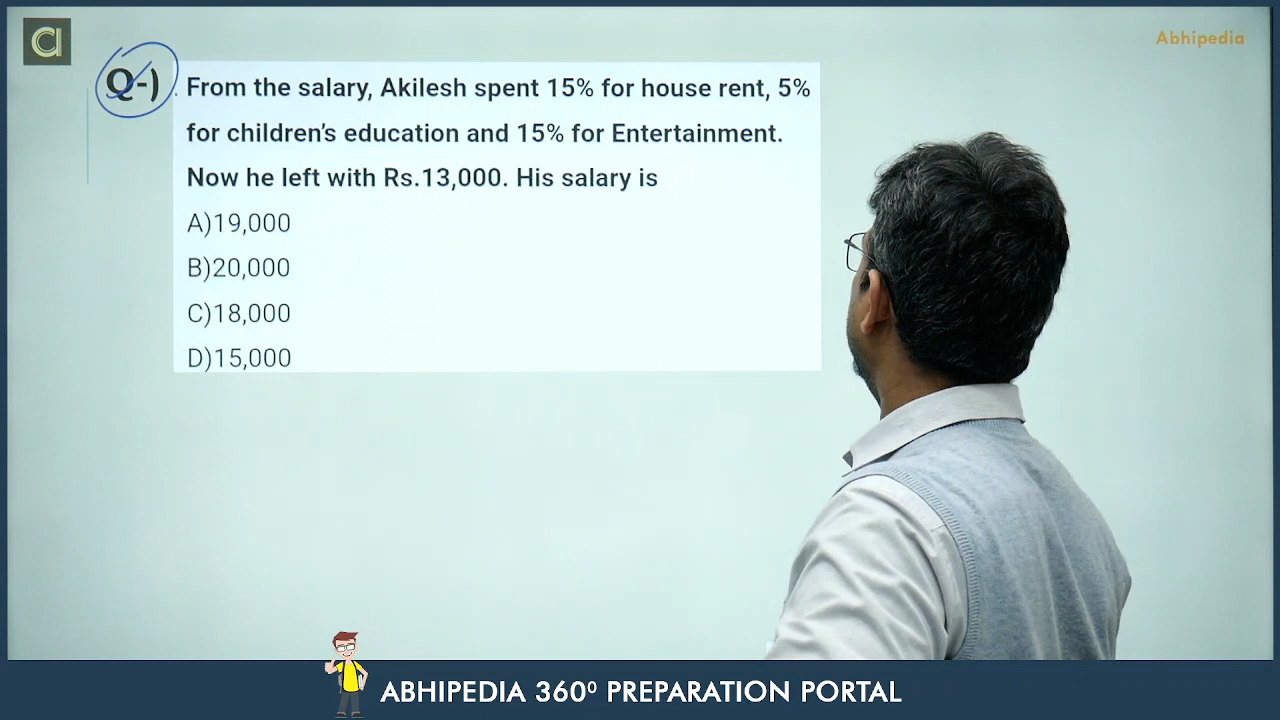 Abhipedia
Q-) From the salary, Akilesh spent 15% for house rent, 5%
for children's education and 15% for Entertainment.
Now he left with Rs.13,000. His salary is
A)19,000
B)20,000
C)18,000
D)15,000
ABHIPEDIA 360⁰ PREPARATION PORTAL